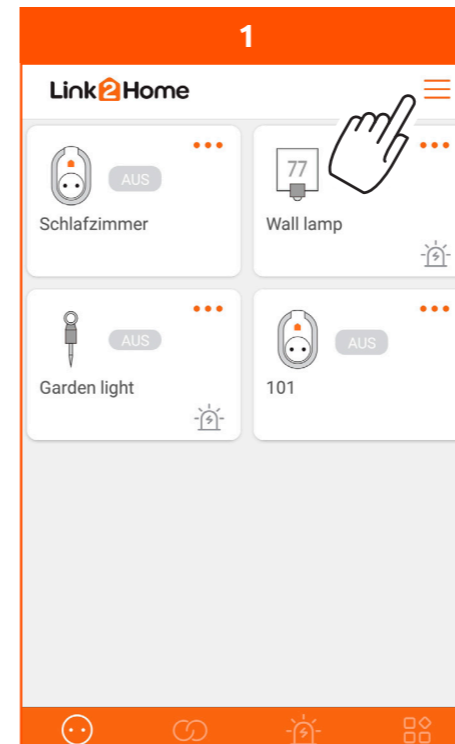 1
Link2Home
AUS
Schlafzimmer
77
Wall lamp
AUS
Garden light
AUS
101